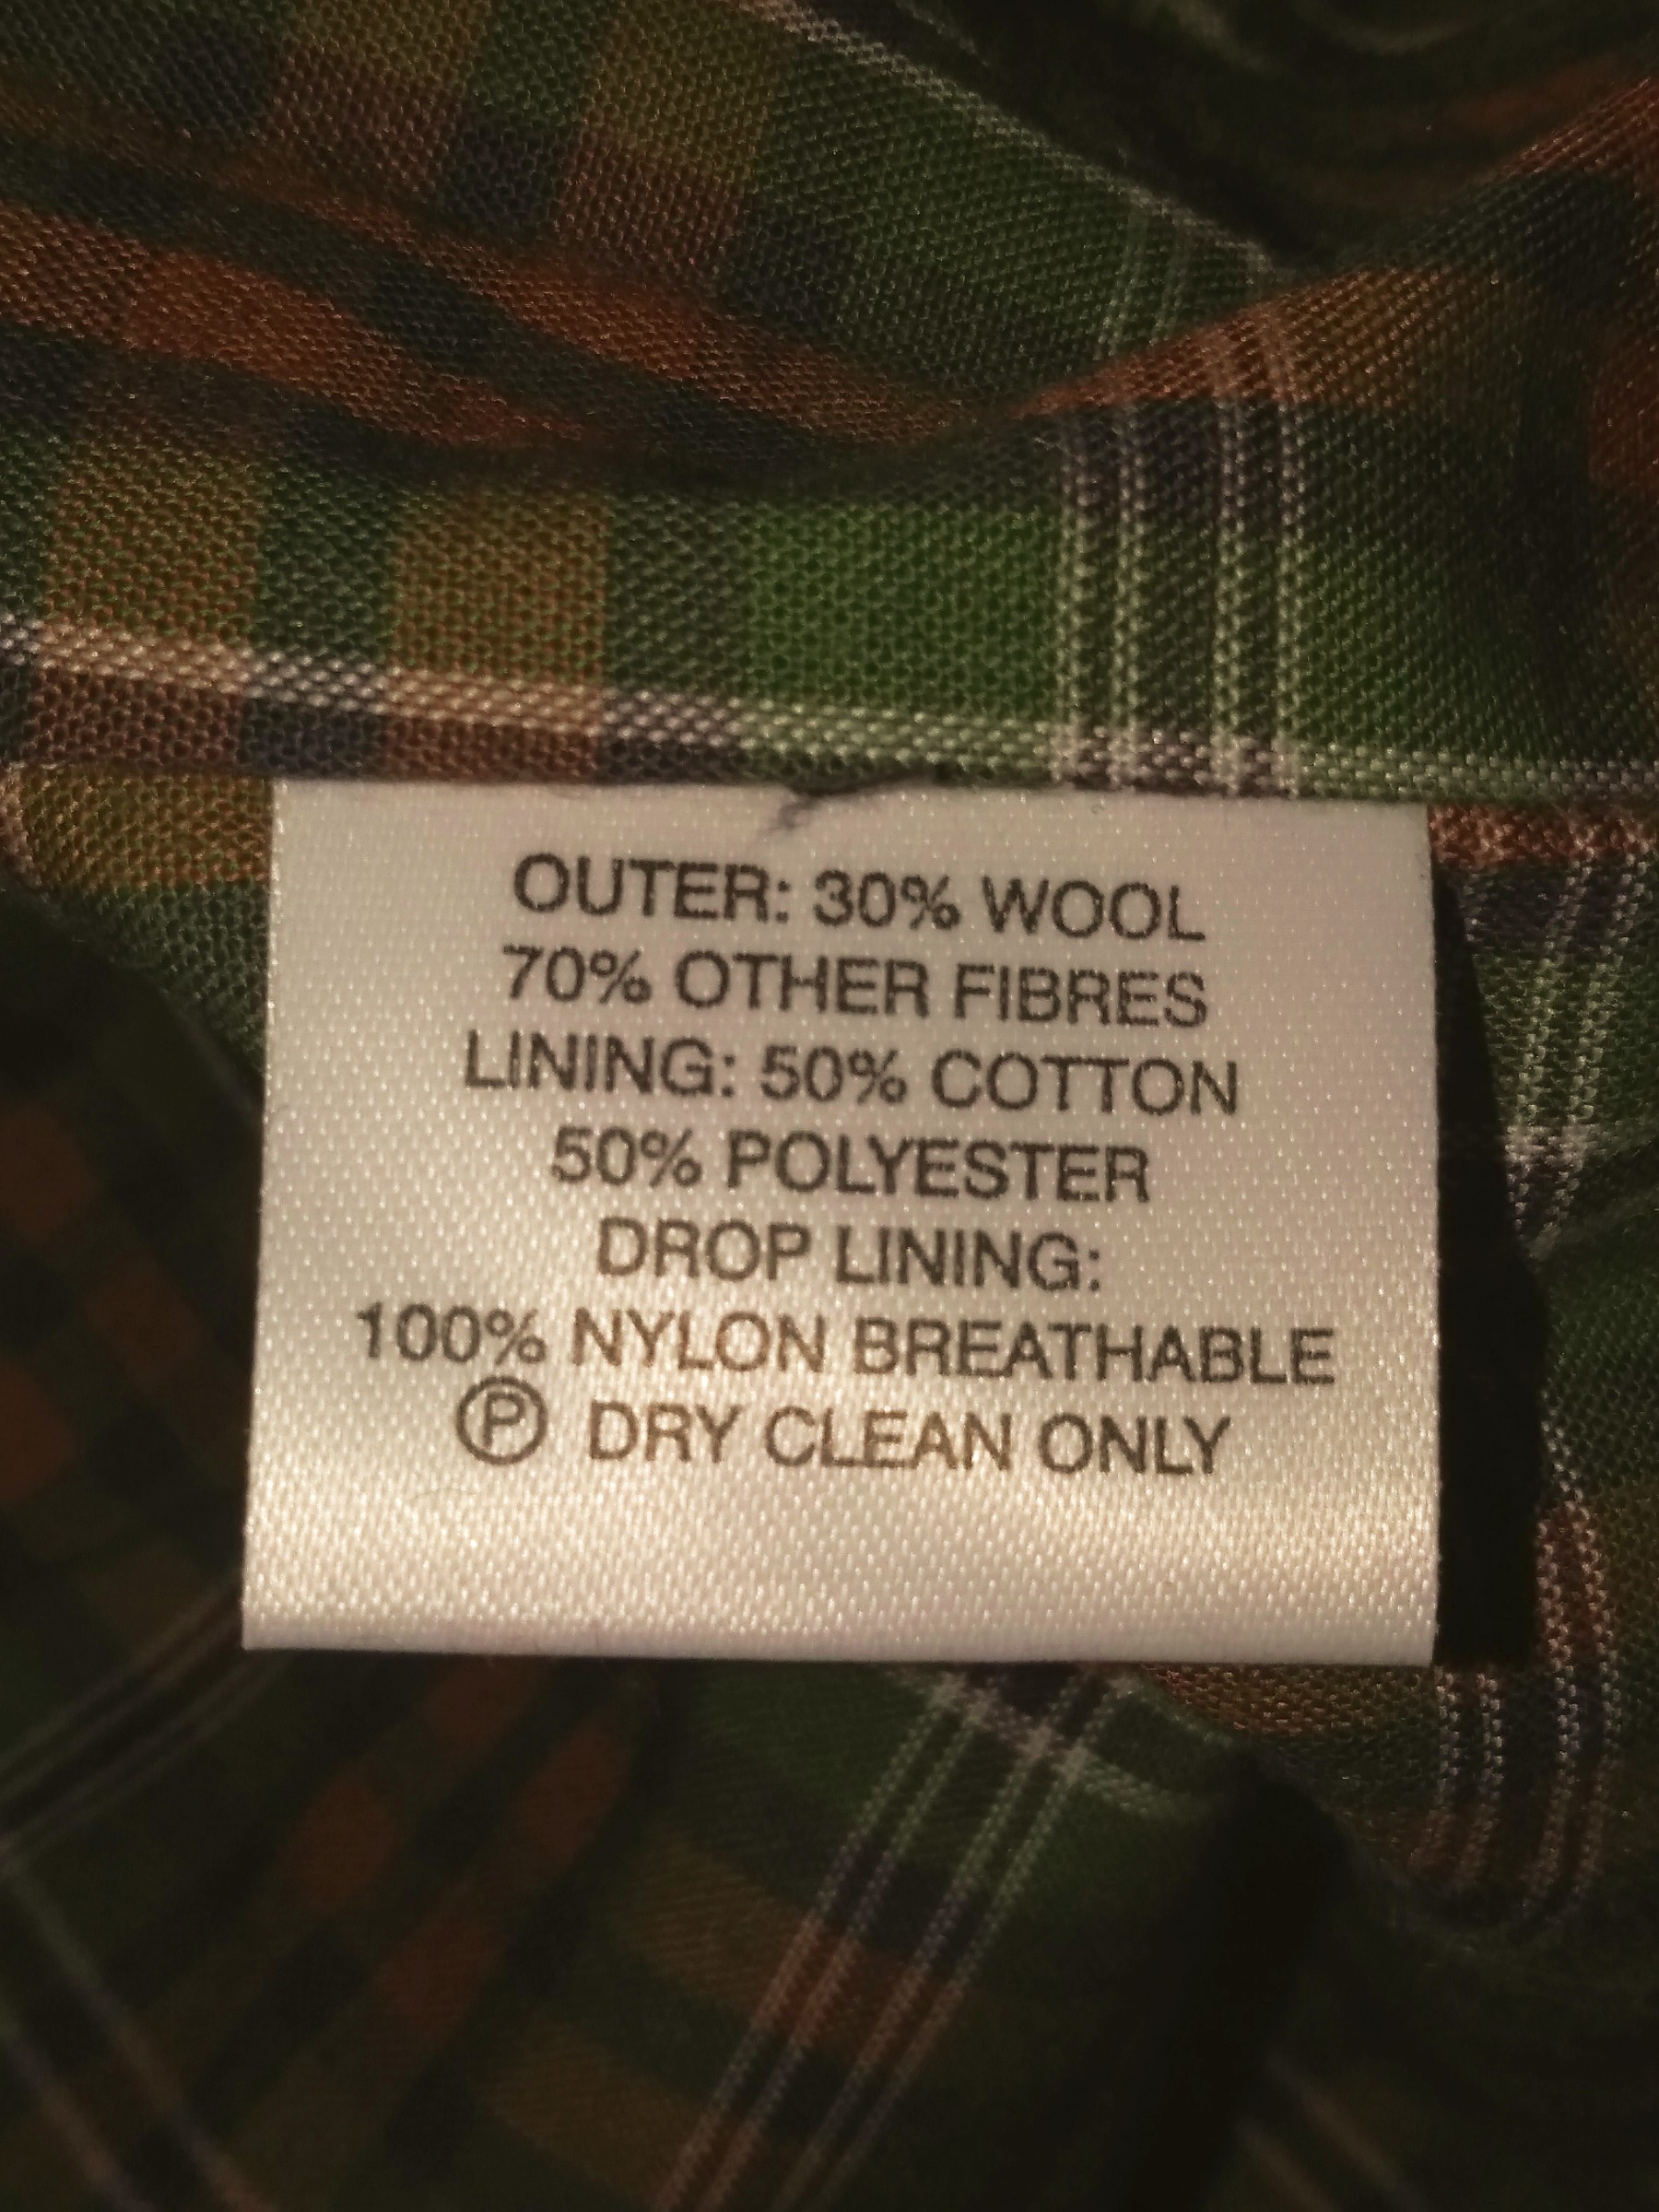 OUTER: 30% WOOL
70% OTHER FIBRES
LINING: 50% COTTON
50% POLYESTER
DROP LINING:
100% NYLON BREATHABLE
Ⓟ DRY CLEAN ONLY